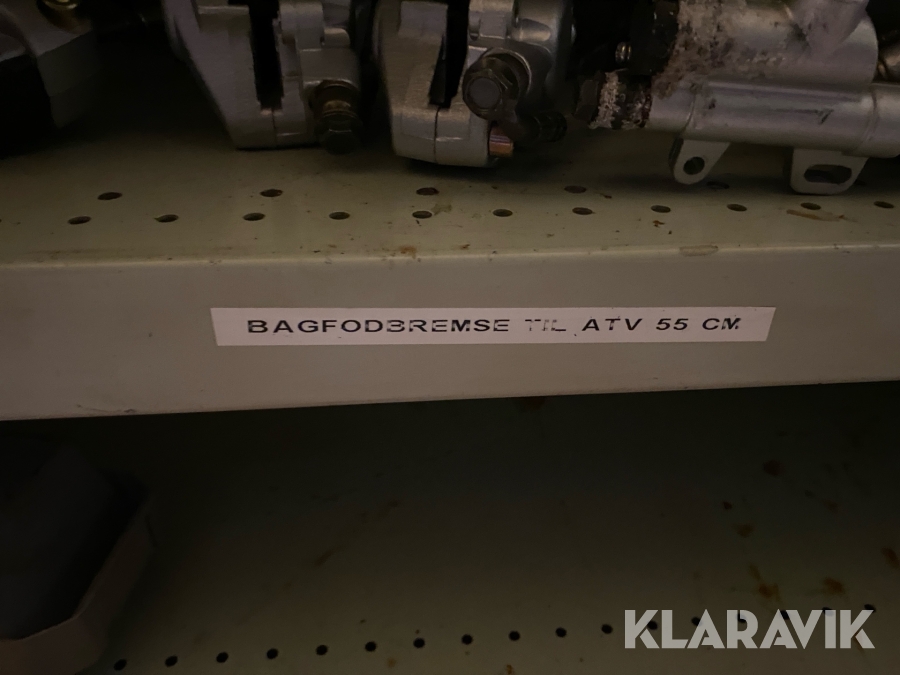 BAGFODBREMSE TIL ATV 55 CM
KLARAVIK